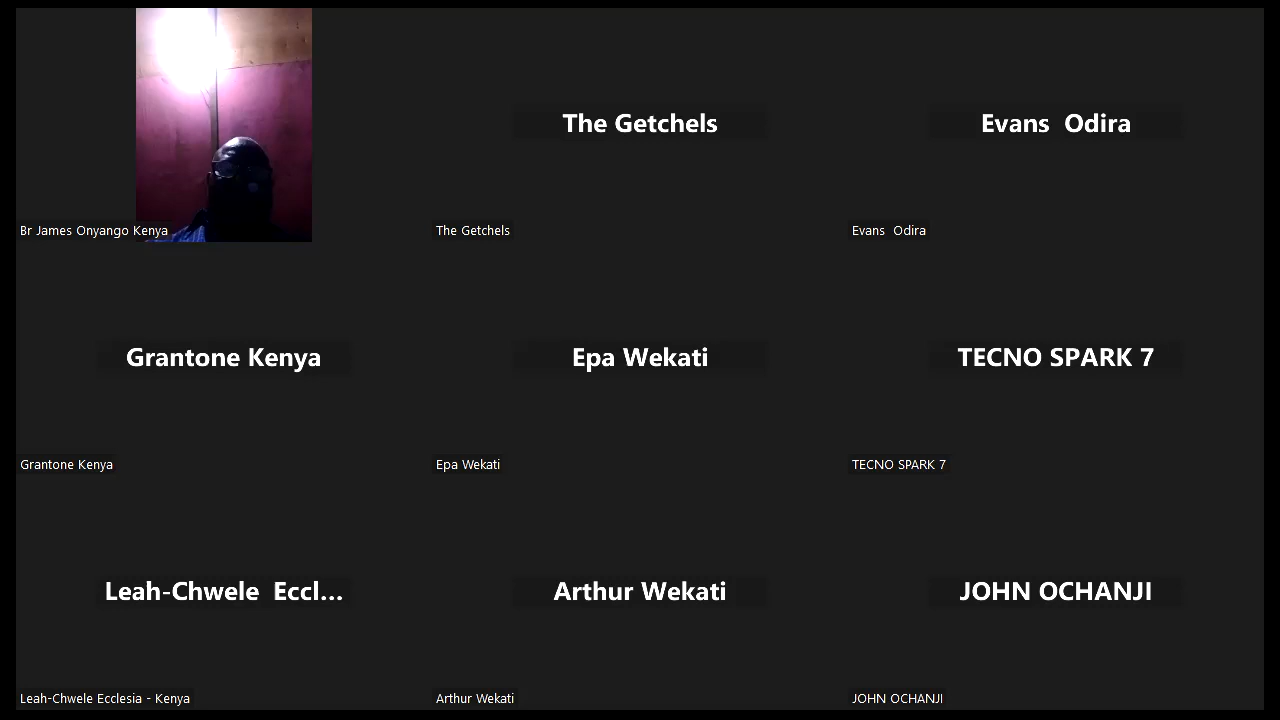 The Getchels
Evans  Odira
Br James Onyango Kenya
The Getchels
Evans  Odira
Grantone Kenya
Epa Wekati
TECNO SPARK 7
Grantone Kenya
Epa Wekati
TECNO SPARK 7
Leah-Chwele  Eccl...
Arthur Wekati
JOHN OCHANJI
Leah-Chwele Ecclesia - Kenya
Arthur Wekati
JOHN OCHANJI